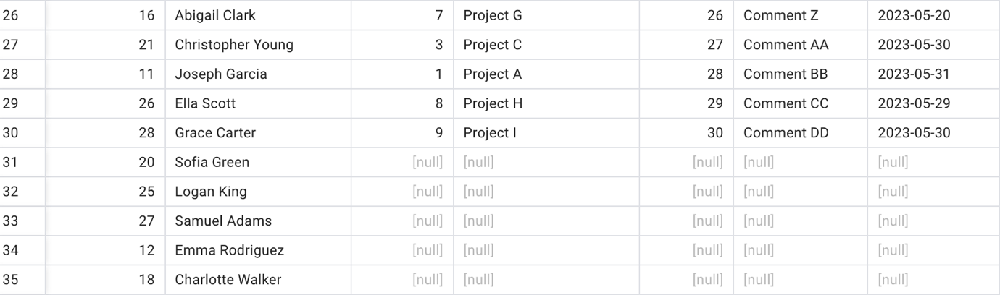 26 16 Abigail Clark 7 Project G 26 Comment Z 2023-05-20
27 21 Christopher Young 3 Project C 27 Comment AA 2023-05-30
28 11 Joseph Garcia 1 Project A 28 Comment BB 2023-05-31
29 26 Ella Scott 8 Project H 29 Comment CC 2023-05-29
30 28 Grace Carter 9 Project I 30 Comment DD 2023-05-30
31 20 Sofia Green [null] [null] [null] [null] [null]
32 25 Logan King [null] [null] [null] [null] [null]
33 27 Samuel Adams [null] [null] [null] [null] [null]
34 12 Emma Rodriguez [null] [null] [null] [null] [null]
35 18 Charlotte Walker [null] [null] [null] [null] [null]